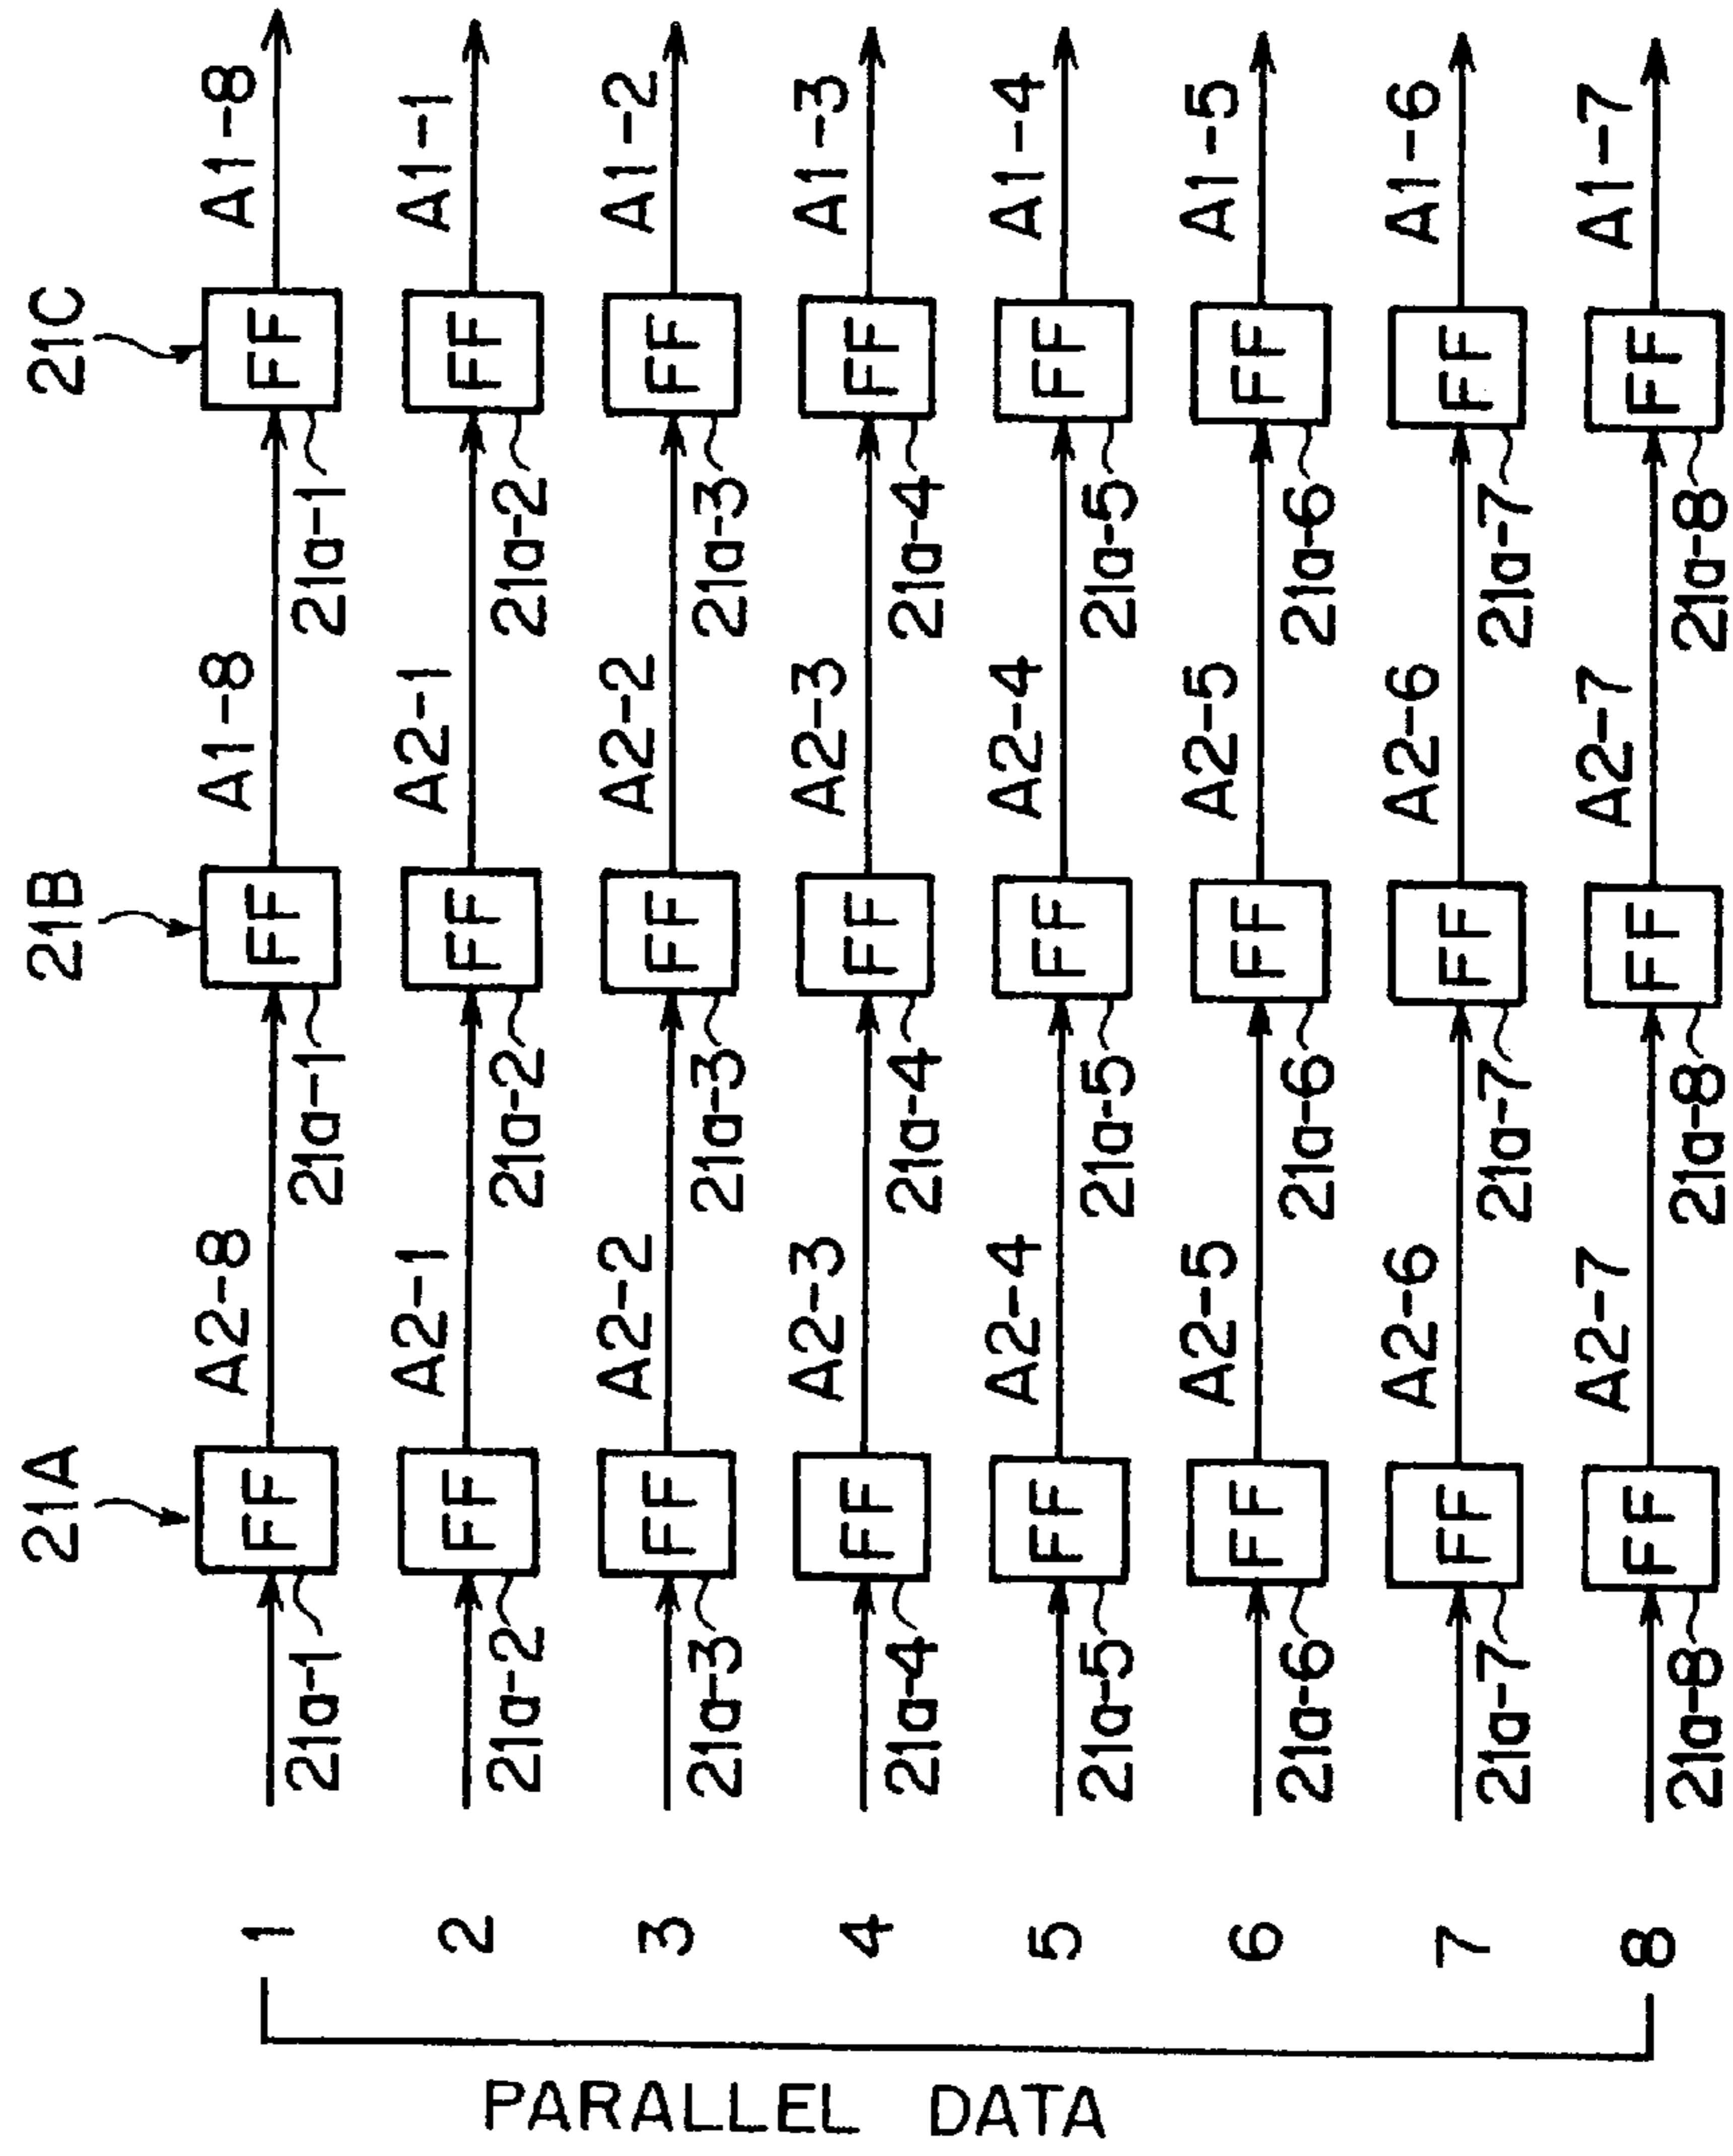 21A
21B
21C
A2-8
A1-8
A1-8
1
FF
FF
FF
21a-1
21a-1
21a-1
A2-1
A2-1
A1-1
2
FF
FF
FF
21a-2
21a-2
21a-2
A2-2
A2-2
A1-2
3
FF
FF
FF
21a-3
21a-3
21a-3
A2-3
A2-3
A1-3
4
FF
FF
FF
21a-4
21a-4
21a-4
A2-4
A2-4
A1-4
5
FF
FF
FF
21a-5
21a-5
21a-5
A2-5
A2-5
A1-5
6
FF
FF
FF
21a-6
21a-6
21a-6
A2-6
A2-6
A1-6
7
FF
FF
FF
21a-7
21a-7
21a-7
A2-7
A2-7
A1-7
8
FF
FF
FF
21a-8
21a-8
21a-8
PARALLEL DATA